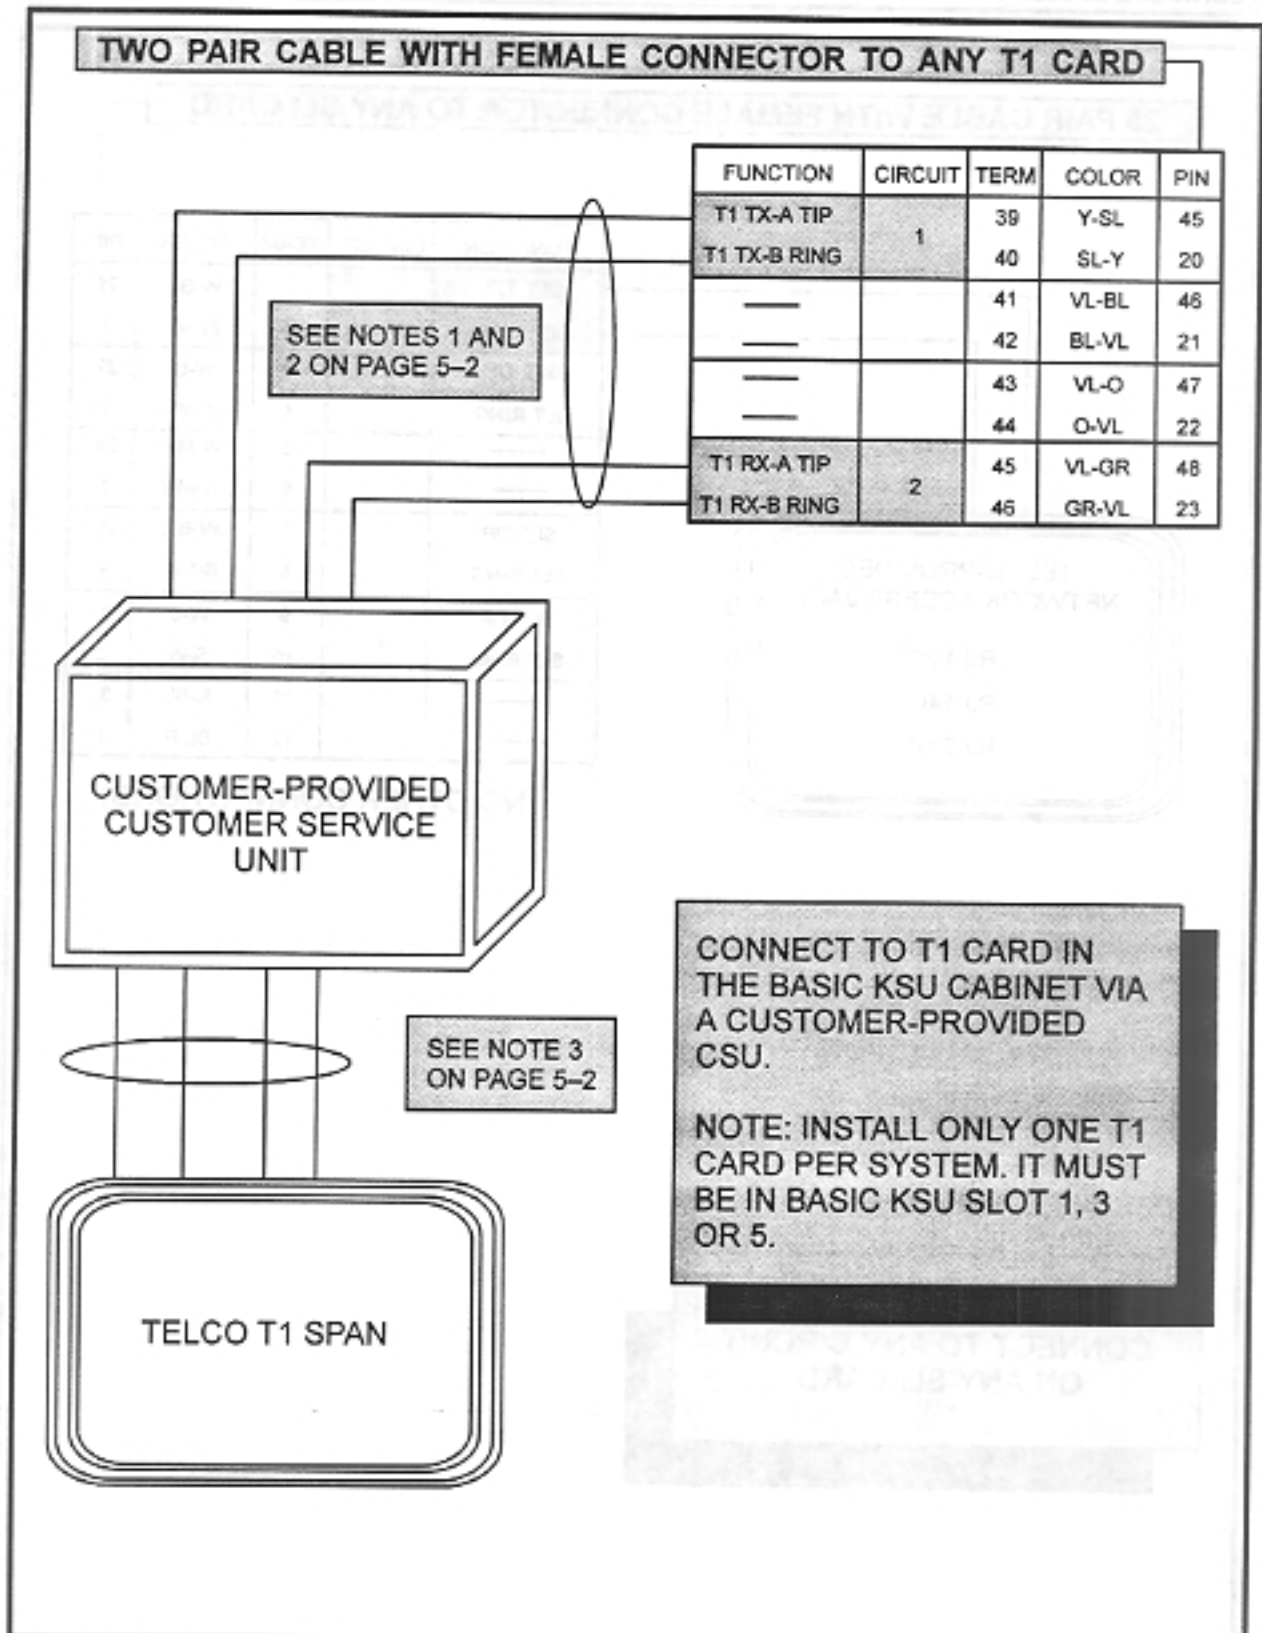 TWO PAIR CABLE WITH FEMALE CONNECTOR TO ANY T1 CARD
FUNCTION CIRCUIT TERM COLOR PIN
T1 TX-A TIP 1 39 Y-SL 45
T1 TX-B RING 40 SL-Y 20
— 41 VL-BL 46
— 42 BL-VL 21
— 43 VL-O 47
— 44 O-VL 22
T1 RX-A TIP 2 45 VL-GR 48
T1 RX-B RING 46 GR-VL 23
SEE NOTES 1 AND
2 ON PAGE 5–2
CUSTOMER-PROVIDED
CUSTOMER SERVICE
UNIT
SEE NOTE 3
ON PAGE 5–2
CONNECT TO T1 CARD IN
THE BASIC KSU CABINET VIA
A CUSTOMER-PROVIDED
CSU.
NOTE: INSTALL ONLY ONE T1
CARD PER SYSTEM. IT MUST
BE IN BASIC KSU SLOT 1, 3
OR 5.
TELCO T1 SPAN